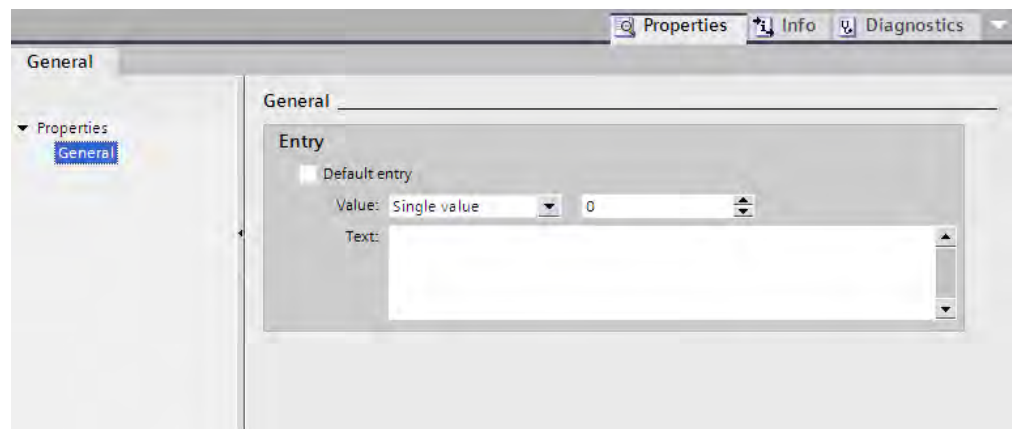 Properties Info Diagnostics
General
General
Properties
General
Entry
Default entry
Value: Single value 0
Text: